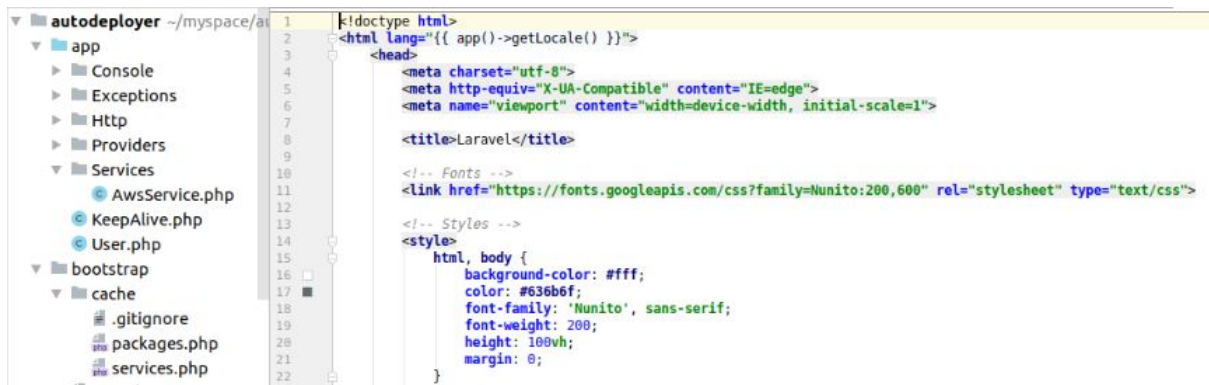 autodeployer ~/myspace/au
app
Console
Exceptions
Http
Providers
Services
AwsService.php
KeepAlive.php
User.php
bootstrap
cache
.gitignore
packages.php
services.php
1 <!doctype html>
2 <html lang="{{ app()->getLocale() }}">
3 <head>
4 <meta charset="utf-8">
5 <meta http-equiv="X-UA-Compatible" content="IE=edge">
6 <meta name="viewport" content="width=device-width, initial-scale=1">
7
8 <title>Laravel</title>
9
10 <!-- Fonts -->
11 <link href="https://fonts.googleapis.com/css?family=Nunito:200,600" rel="stylesheet" type="text/css">
12
13 <!-- Styles -->
14 <style>
15 html, body {
16 background-color: #fff;
17 color: #636b6f;
18 font-family: 'Nunito', sans-serif;
19 font-weight: 200;
20 height: 100vh;
21 margin: 0;
22 }